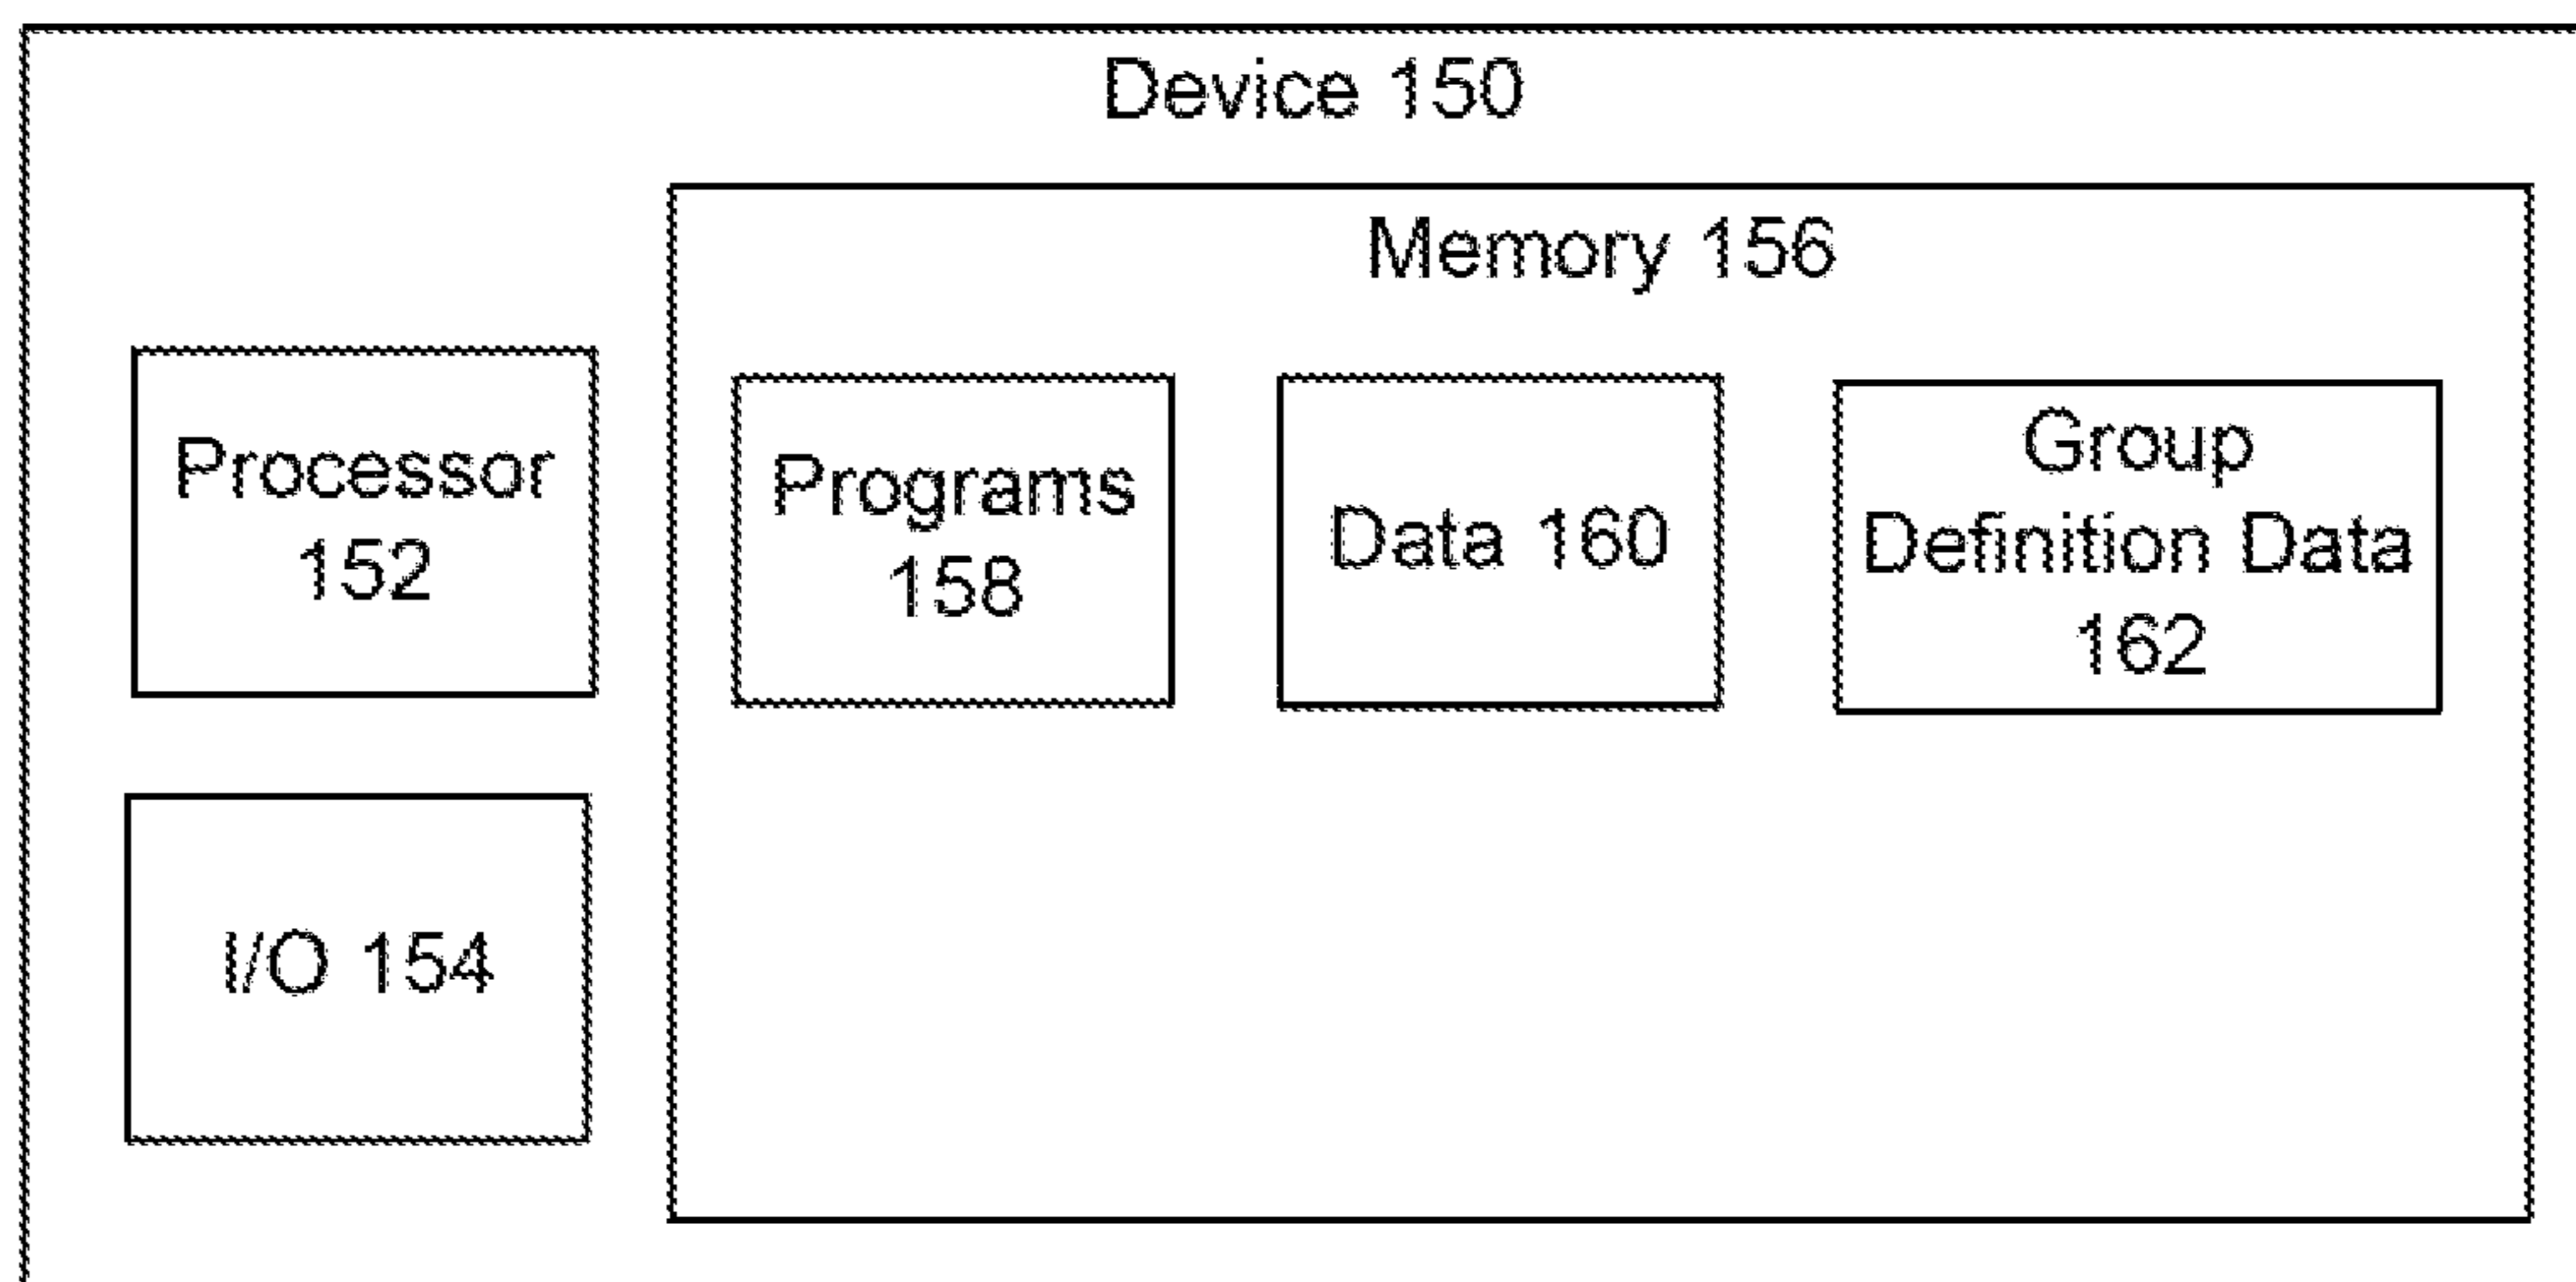 Device 150
Memory 156
Processor
152
Programs
158
Data 160
Group
Definition Data
162
I/O 154